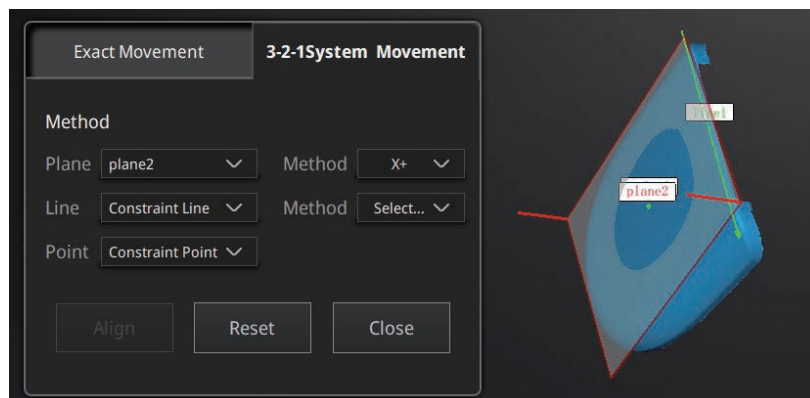 Exact Movement
3-2-1System Movement
Method
Plane plane2 Method X+
Line Constraint Line Method Select...
Point Constraint Point
Align Reset Close
line1
plane2